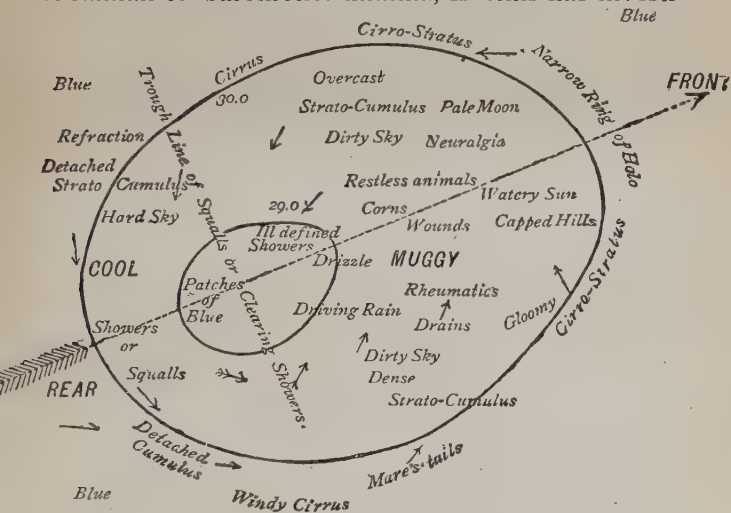 Blue
Cirro-Stratus
Narrow Ring of Halo
Cirrus
Blue
Overcast
FRONT
30.0
Trough Line of Squalls or Clearing Showers.
Strato-Cumulus Pale Moon
Refraction
Dirty Sky Neuralgia
Detached
Strato Cumulus
Restless animals
Watery Sun
Hard Sky
29.0
Corns
Wounds
Capped Hills
Ill defined
Showers
COOL
Drizzle
MUGGY
Patches
of
Blue
Rheumatics
Driving Rain
Drains
Gloomy
Cirro-Stratus
Showers
or
Squalls
Dirty Sky
Dense
REAR
Strato-Cumulus
Detached
Cumulus
Mare's-tails
Blue
Windy Cirrus